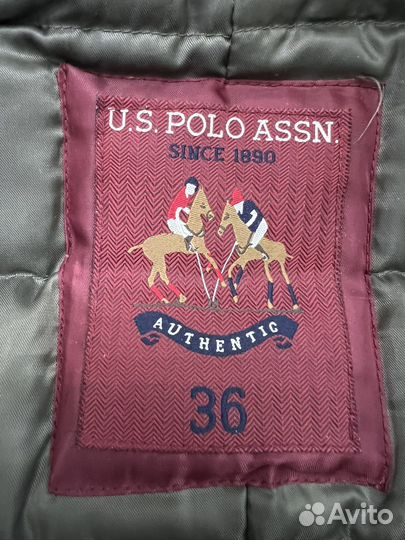 U.S. POLO ASSN.
SINCE 1890
AUTHENTIC
36
Avito